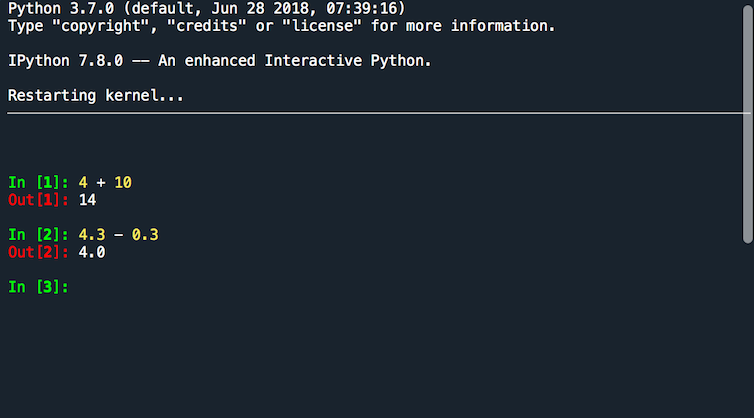 Python 3.7.0 (default, Jun 28 2018, 07:39:16)
Type "copyright", "credits" or "license" for more information.
IPython 7.8.0 -- An enhanced Interactive Python.
Restarting kernel...
In [1]: 4 + 10
Out[1]: 14
In [2]: 4.3 - 0.3
Out[2]: 4.0
In [3]: